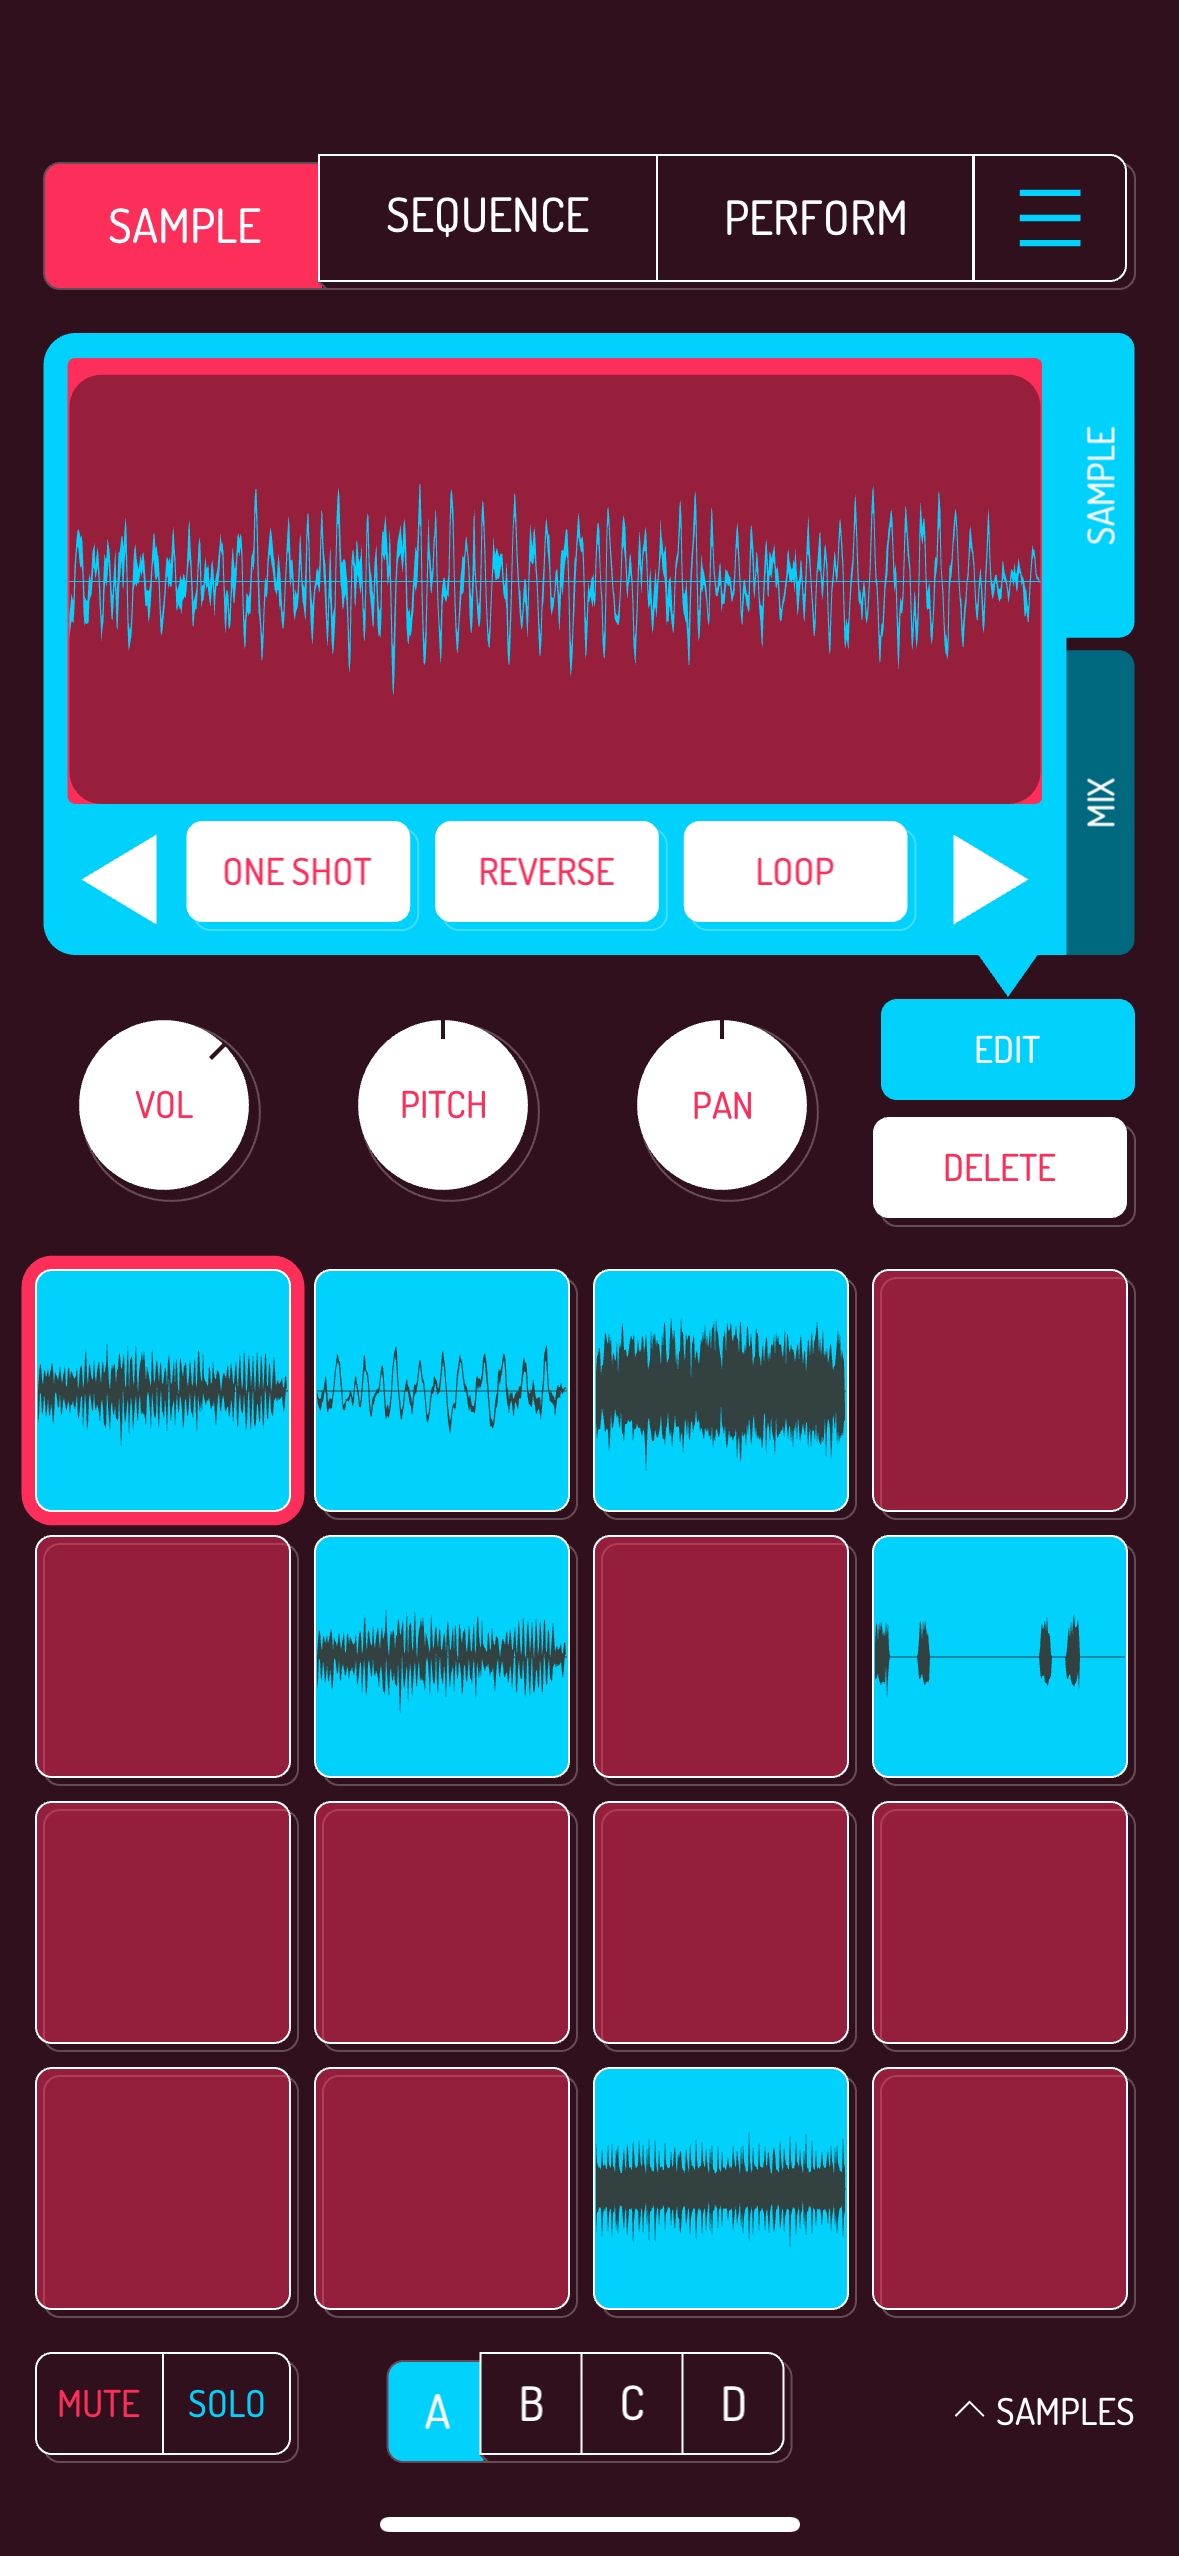 SAMPLE SEQUENCE PERFORM
SAMPLE
MIX
ONE SHOT REVERSE LOOP
VOL PITCH PAN EDIT
DELETE
MUTE SOLO A B C D SAMPLES